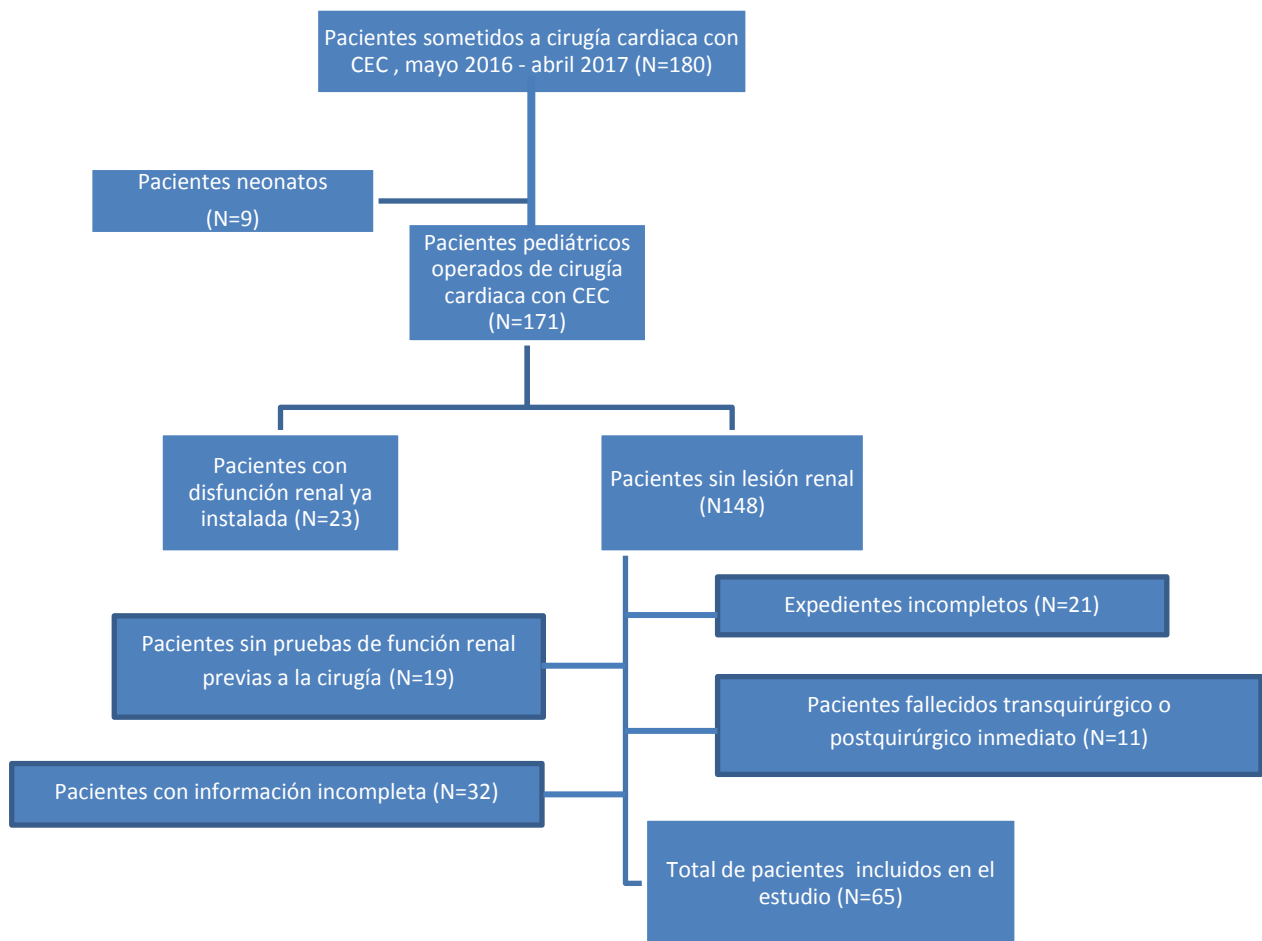 Pacientes sometidos a cirugía cardiaca con
CEC , mayo 2016 - abril 2017 (N=180)
Pacientes neonatos
(N=9)
Pacientes pediátricos
operados de cirugía
cardiaca con CEC
(N=171)
Pacientes con
disfunción renal ya
instalada (N=23)
Pacientes sin lesión renal
(N148)
Expedientes incompletos (N=21)
Pacientes sin pruebas de función renal
previas a la cirugía (N=19)
Pacientes fallecidos transquirúrgico o
postquirúrgico inmediato (N=11)
Pacientes con información incompleta (N=32)
Total de pacientes  incluidos en el
estudio (N=65)